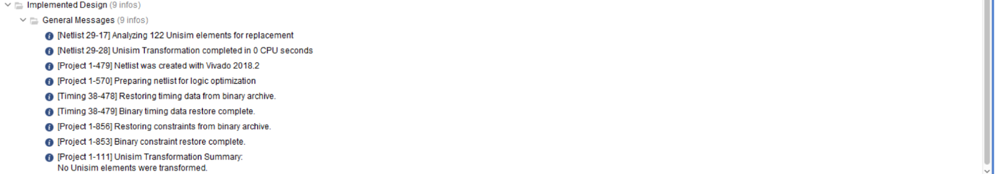 Implemented Design (9 infos)
General Messages (9 infos)
[Netlist 29-17] Analyzing 122 Unisim elements for replacement
[Netlist 29-28] Unisim Transformation completed in 0 CPU seconds
[Project 1-479] Netlist was created with Vivado 2018.2
[Project 1-570] Preparing netlist for logic optimization
[Timing 38-478] Restoring timing data from binary archive.
[Timing 38-479] Binary timing data restore complete.
[Project 1-856] Restoring constraints from binary archive.
[Project 1-853] Binary constraint restore complete.
[Project 1-111] Unisim Transformation Summary:
No Unisim elements were transformed.